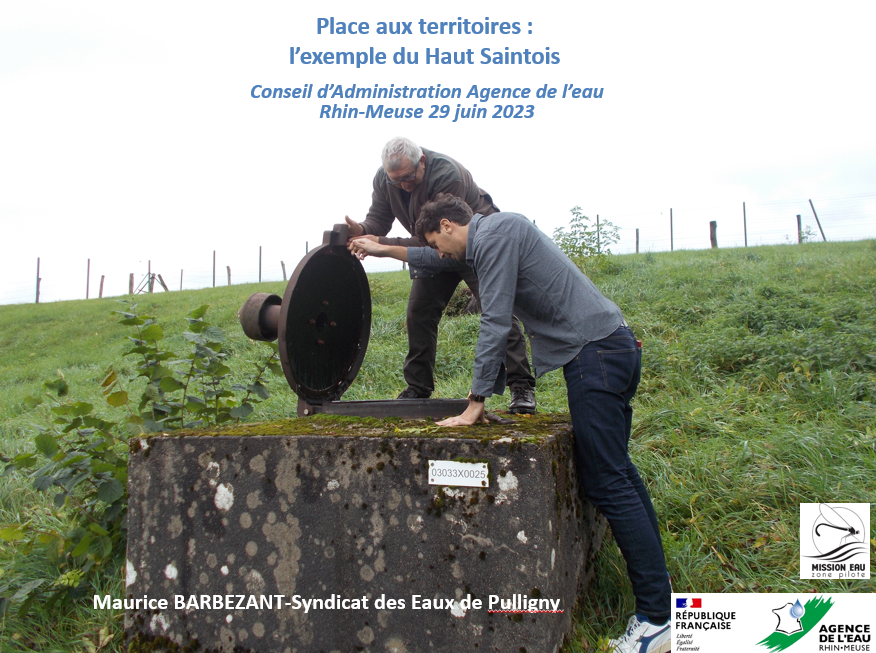 Place aux territoires :
l’exemple du Haut Saintois
Conseil d’Administration Agence de l’eau
Rhin-Meuse 29 juin 2023
03033X0025
MISSION EAU
zone pilote
Maurice BARBEZANT-Syndicat des Eaux de Pulligny
RÉPUBLIQUE
FRANÇAISE
Liberté
Égalité
Fraternité
AGENCE
DE L’EAU
RHIN•MEUSE